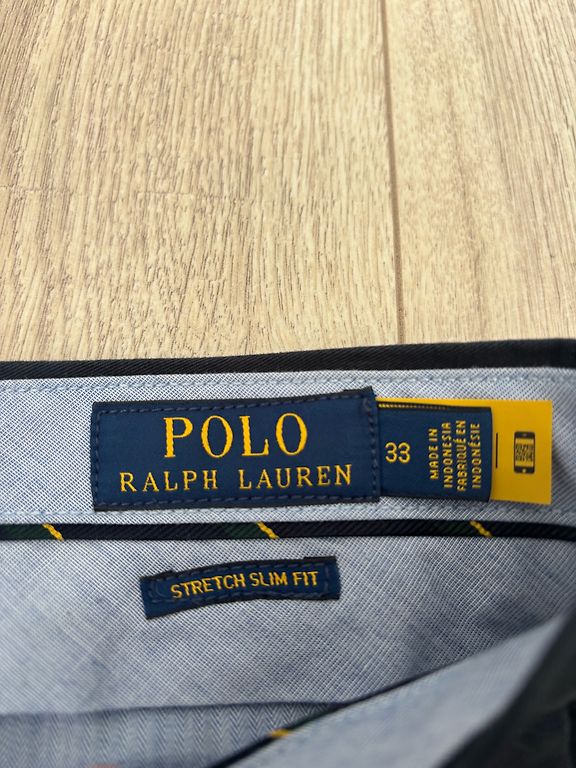 POLO
RALPH LAUREN
33
MADE IN
INDONESIA
FABRIQUÉ EN
INDONÉSIE
STRETCH SLIM FIT